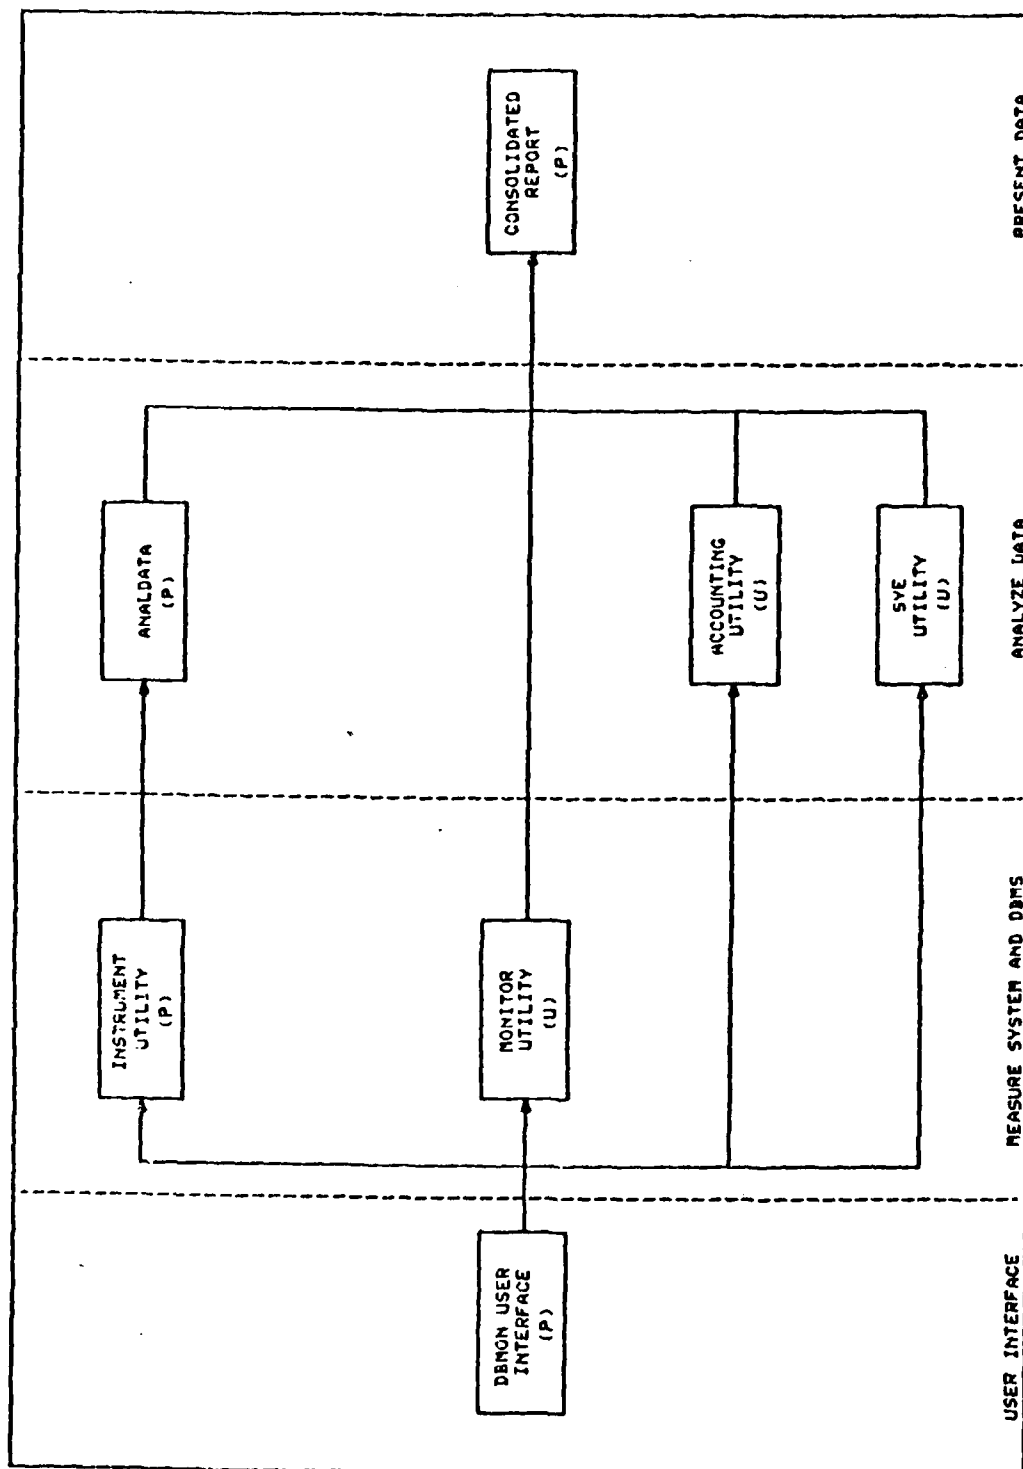 INSTRUMENT
UTILITY
(P)
ANALDATA
(P)
DBMON USER
INTERFACE
(P)
MONITOR
UTILITY
(U)
CONSOLIDATED
REPORT
(P)
ACCOUNTING
UTILITY
(U)
SYE
UTILITY
(U)
USER INTERFACE
MEASURE SYSTEM AND DBMS
ANALYZE DATA
PRESENT DATA